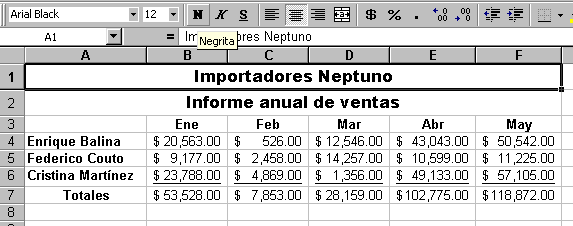 Arial Black 12 N K S $ % ,
A1 = Im ores Neptuno
Negrita
A B C D E F
1 Importadores Neptuno
2 Informe anual de ventas
3 Ene Feb Mar Abr May
4 Enrique Balina $ 20,563.00 $ 526.00 $ 12,546.00 $ 43,043.00 $ 50,542.00
5 Federico Couto $ 9,177.00 $ 2,458.00 $ 14,257.00 $ 10,599.00 $ 11,225.00
6 Cristina Martínez $ 23,788.00 $ 4,869.00 $ 1,356.00 $ 49,133.00 $ 57,105.00
7 Totales $ 53,528.00 $ 7,853.00 $ 28,159.00 $102,775.00 $118,872.00
8